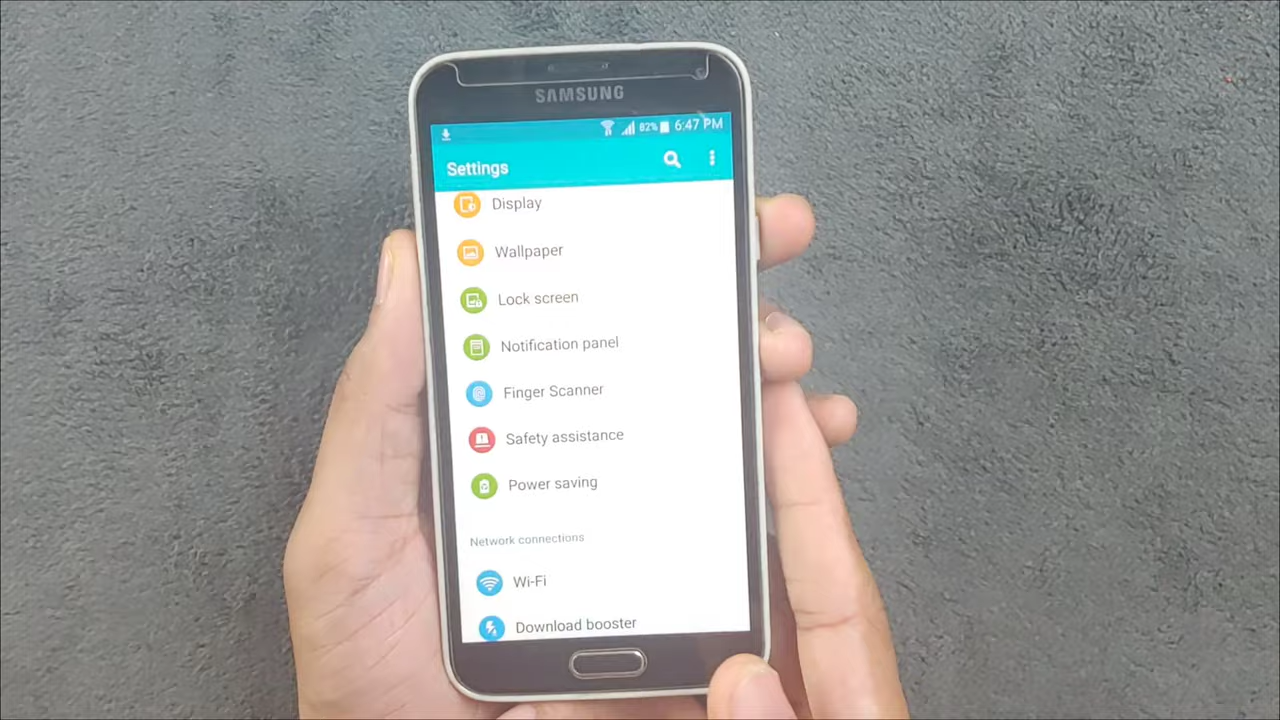 SAMSUNG
82% 6:47 PM
Settings
Display
Wallpaper
Lock screen
Notification panel
Finger Scanner
Safety assistance
Power saving
Network connections
Wi-Fi
Download booster